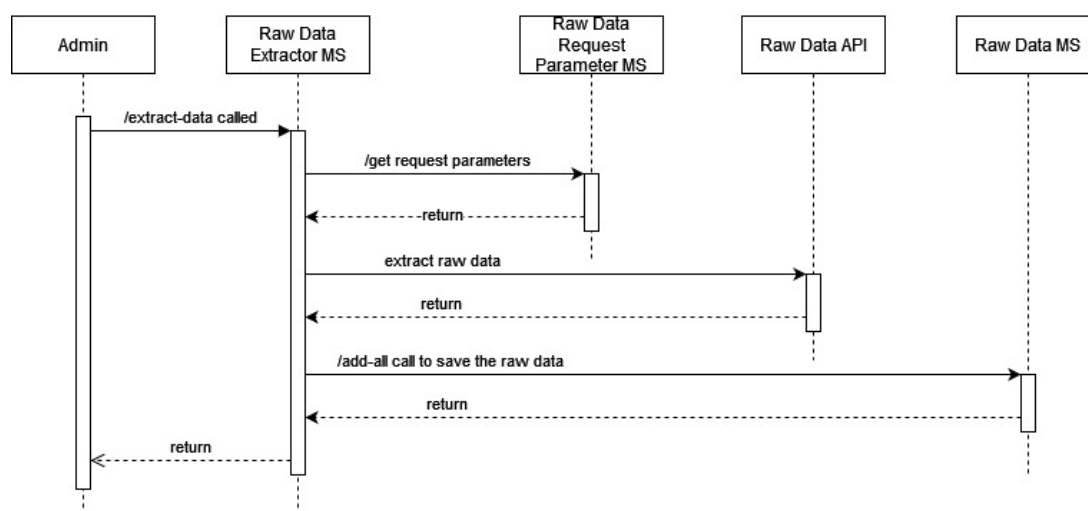 Admin
Raw Data
Extractor MS
Raw Data
Request
Parameter MS
Raw Data API
Raw Data MS
/extract-data called
/get request parameters
return
extract raw data
return
/add-all call to save the raw data
return
return